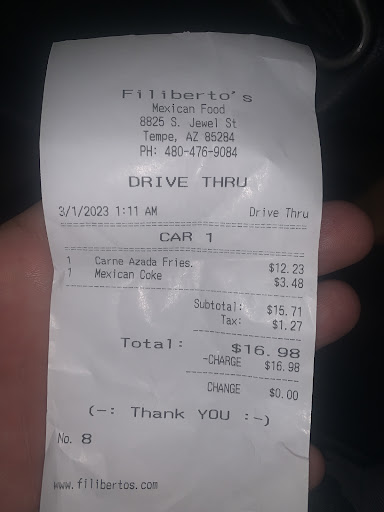 Filiberto's
Mexican Food
8825 S. Jewel St
Tempe, AZ 85284
PH: 480-476-9084
DRIVE THRU
3/1/2023 1:11 AM Drive Thru
CAR 1
1 Carne Azada Fries. $12.23
1 Mexican Coke $3.48
Subtotal: $15.71
Tax: $1.27
Total: $16.98
-CHARGE $16.98
CHANGE $0.00
(-: Thank YOU :-)
No. 8
www.filibertos.com